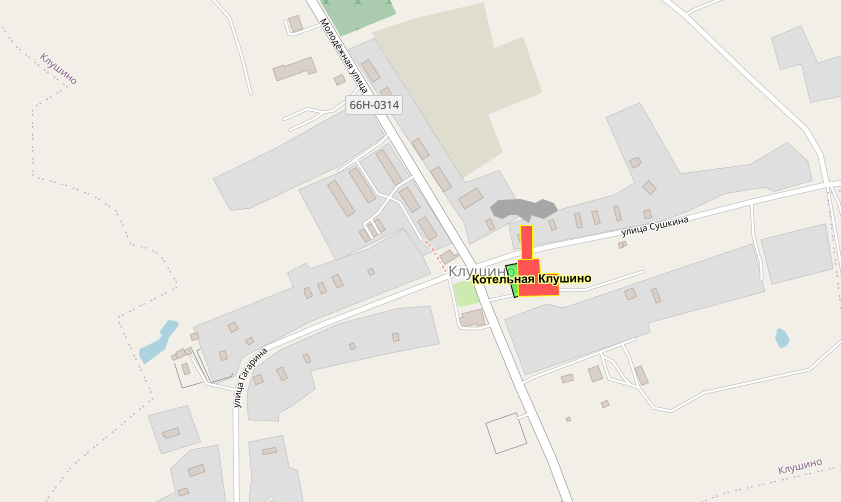 Клушино
Молодёжная улица
66Н-0314
улица Сушкина
Клушино
Котельная Клушино
улица Гагарина
Клушино